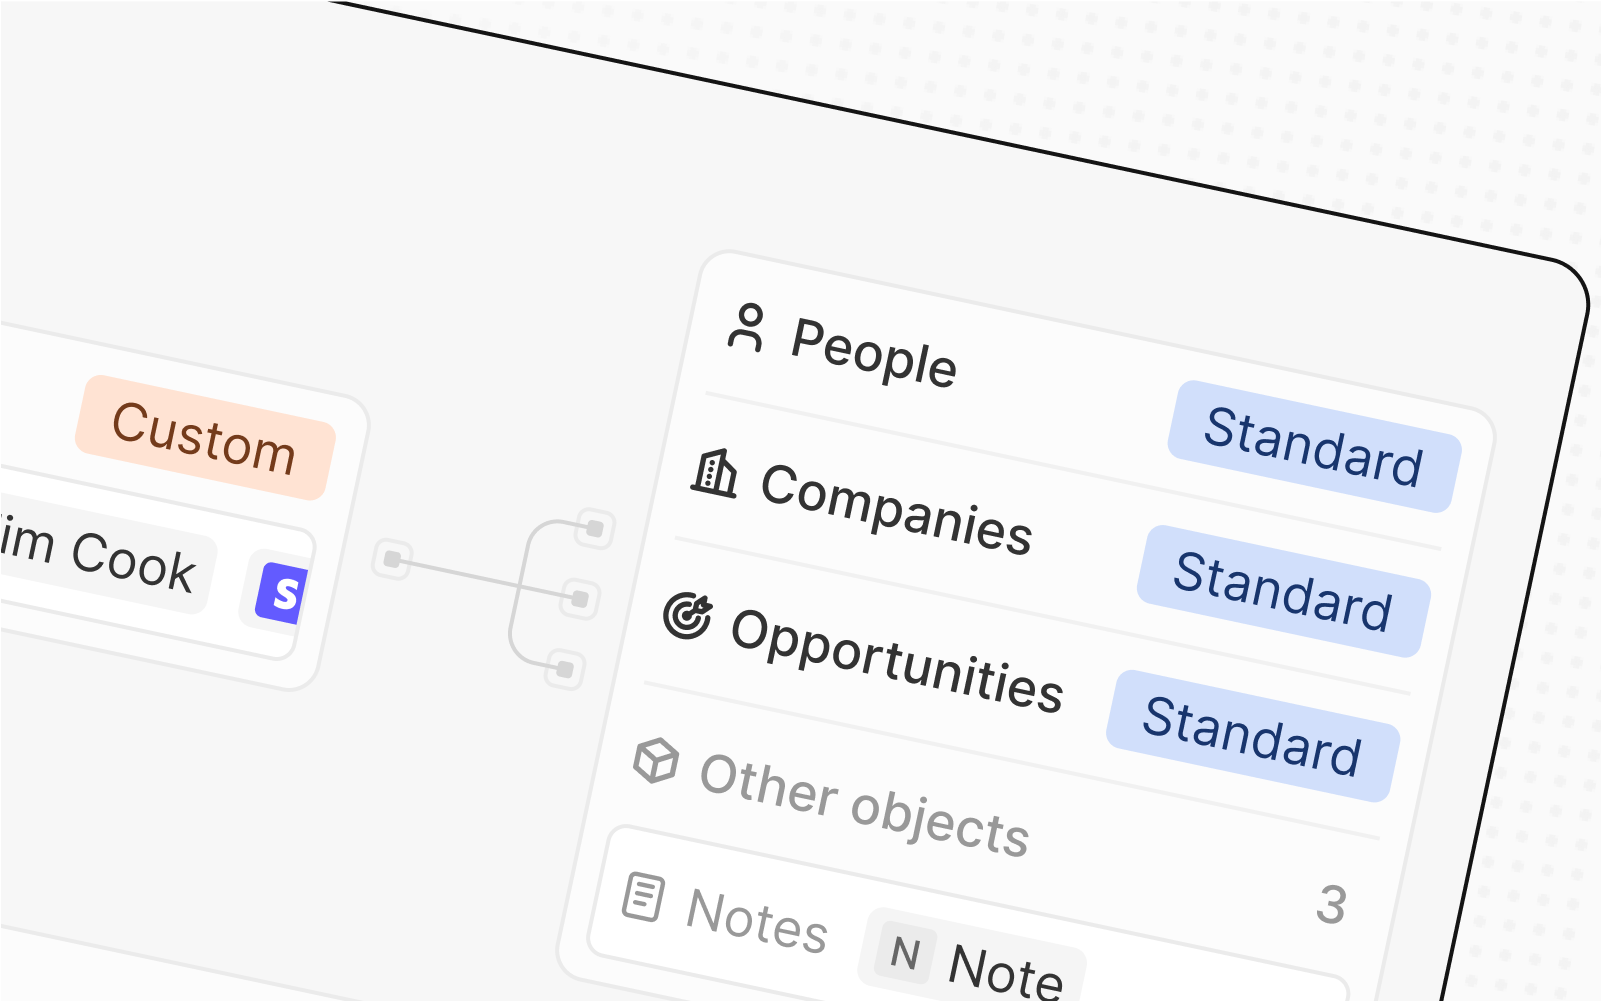 People
Standard
Custom
Companies
Standard
im Cook
S
Opportunities
Standard
Other objects
3
Notes
N Note